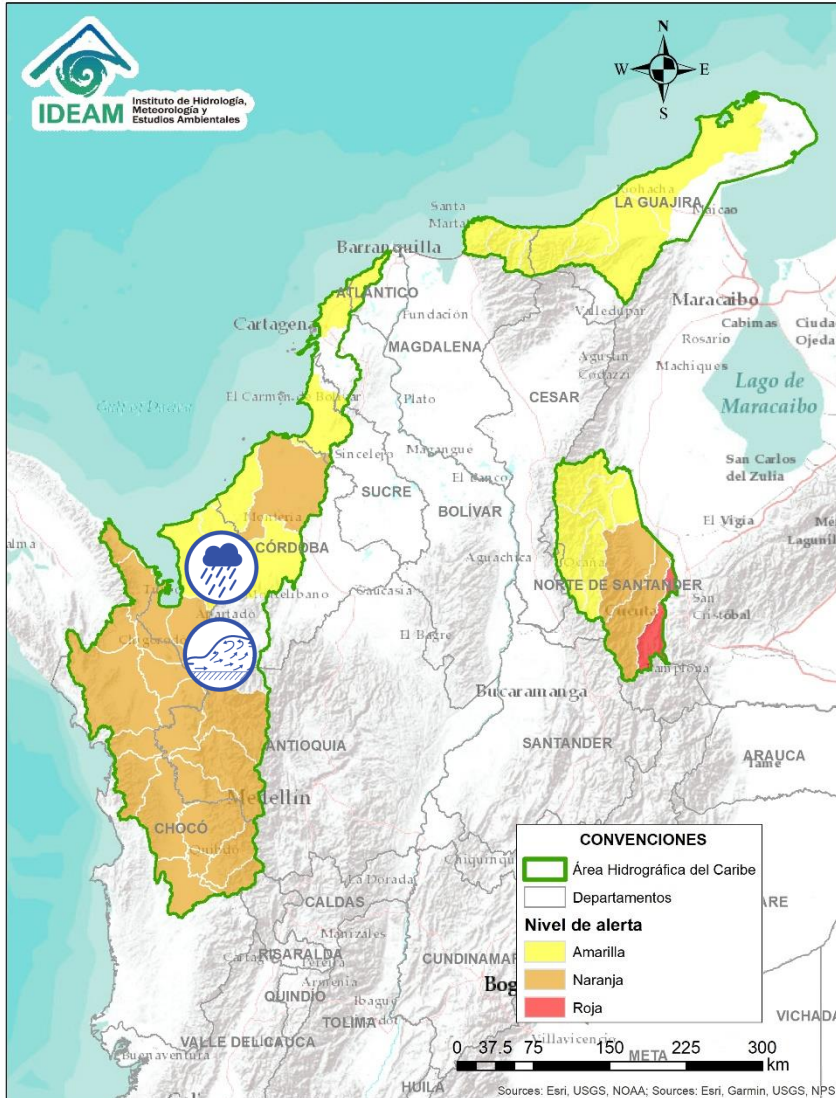 IDEAM
Instituto de Hidrología,
Meteorología y
Estudios Ambientales
N
W
E
S
LA GUAJIRA
Maicao
Santa
Marta
Barranquilla
ATLÁNTICO
Maracaibo
Cartagena
Fundación
Valledupar
Cabimas
Ciudad
Ojeda
Rosario
MAGDALENA
Machiques
Agustín
Codazzi
CESAR
Lago de
Maracaibo
El Carmen de Bolívar
Plato
San Carlos
del Zulia
Sincelejo
Magangue
El Banco
SUCRE
BOLÍVAR
El Vigía
Montería
CÓRDOBA
Aguachica
Ocaña
NORTE DE SANTANDER
San
Cristóbal
Caucasia
Apartadó
Cúcuta
El Bagre
Bucaramanga
ANTIOQUIA
SANTANDER
ARAUCA
Tame
Medellín
CHOCÓ
Quibdó
La Dorada
CALDAS
Manizales
RISARALDA
Pereira
Armenia
QUINDÍO
Ibagué
TOLIMA
VALLE DEL CAUCA
Buenaventura
HUILA
Villavicencio
META
VICHADA
CONVENCIONES
Área Hidrográfica del Caribe
Departamentos
Nivel de alerta
Amarilla
Naranja
Roja
0 37.5 75 150 225 300
km
Sources: Esri, USGS, NOAA; Sources: Esri, Garmin, USGS, NPS